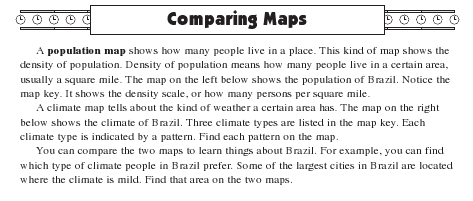 Comparing Maps
A population map shows how many people live in a place. This kind of map shows the
density of population. Density of population means how many people live in a certain area,
usually a square mile. The map on the left below shows the population of Brazil. Notice the
map key. It shows the density scale, or how many persons per square mile.
A climate map tells about the kind of weather a certain area has. The map on the right
below shows the climate of Brazil. Three climate types are listed in the map key. Each
climate type is indicated by a pattern. Find each pattern on the map.
You can compare the two maps to learn things about Brazil. For example, you can find
which type of climate people in Brazil prefer. Some of the largest cities in Brazil are located
where the climate is mild. Find that area on the two maps.